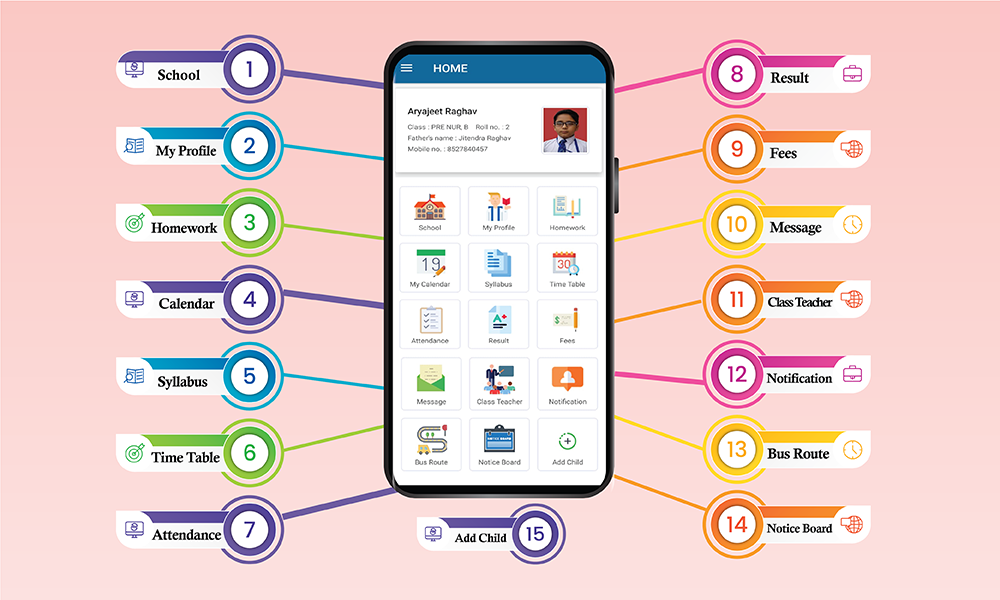 School 1
My Profile 2
Homework 3
Calendar 4
Syllabus 5
Time Table 6
Attendance 7
HOME
Aryajeet Raghav
Class : PRE NUR, B Roll no. : 2
Father's name : Jitendra Raghav
Mobile no. : 8527840457
School My Profile Homework
19 30
My Calendar Syllabus Time Table
A+ $
Attendance Result Fees
Message Class Teacher Notification
NOTICE BOARD
Bus Route Notice Board Add Child
8 Result
9 Fees
10 Message
11 Class Teacher
12 Notification
13 Bus Route
14 Notice Board
Add Child 15